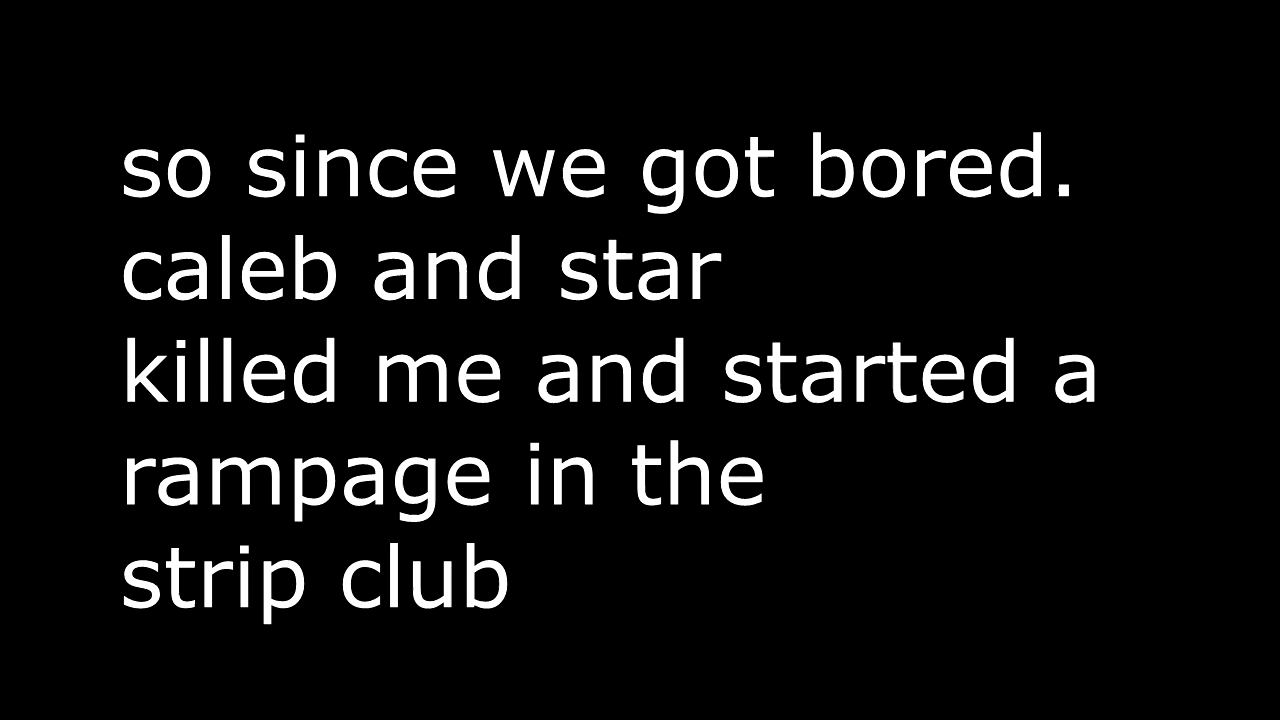 so since we got bored.
caleb and star
killed me and started a
rampage in the
strip club